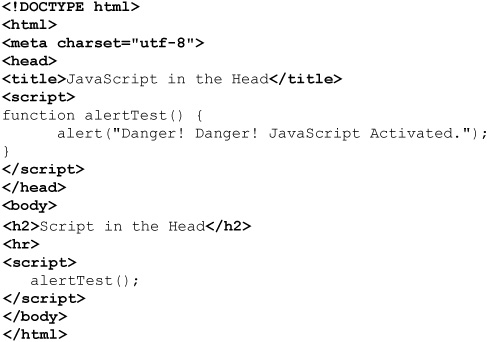 <!DOCTYPE html>
<html>
<meta charset="utf-8">
<head>
<title>JavaScript in the Head</title>
<script>
function alertTest() {
      alert("Danger! Danger! JavaScript Activated.");
}
</script>
</head>
<body>
<h2>Script in the Head</h2>
<hr>
<script>
   alertTest();
</script>
</body>
</html>